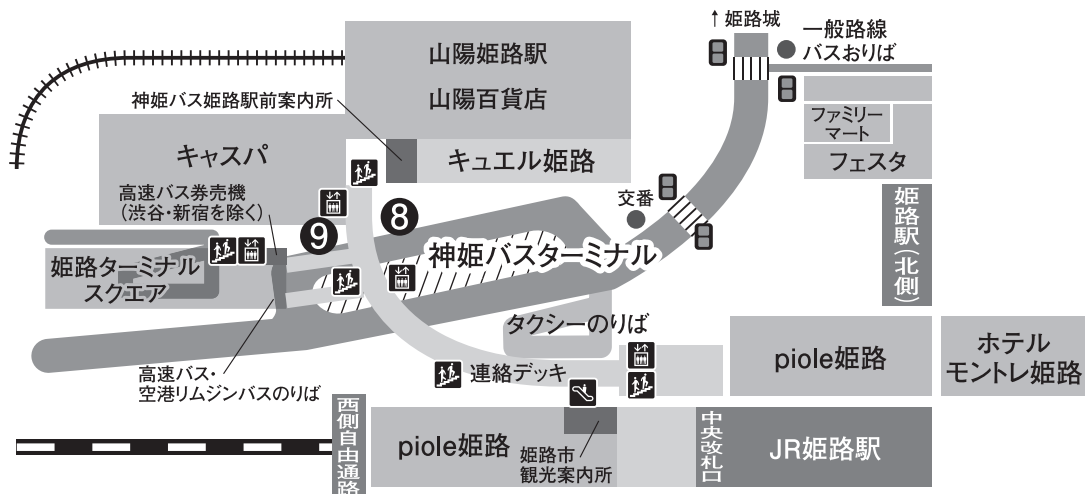 ↑姫路城
一般路線
バスおりば
山陽姫路駅
山陽百貨店
神姫バス姫路駅前案内所
ファミリー
マート
フェスタ
キャスパ
キュエル姫路
高速バス券売機
(渋谷・新宿を除く)
交番
8
9
姫路駅(北側)
神姫バスターミナル
姫路ターミナル
スクエア
タクシーのりば
piole姫路
ホテル
モントレ姫路
連絡デッキ
高速バス・
空港リムジンバスのりば
西側自由通路
piole姫路
姫路市
観光案内所
中央改札口
JR姫路駅